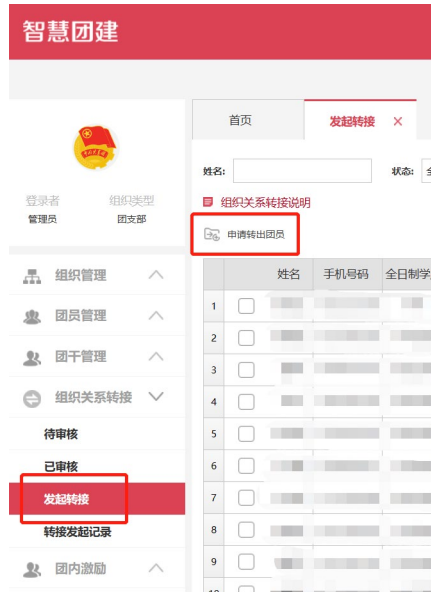 智慧团建
首页 发起转接 ×
姓名: 状态: 全
登录者 组织类型
管理员 团支部
组织关系转接说明
申请转出团员
姓名 手机号码 全日制学
组织管理
团员管理
团干管理
组织关系转接
待审核
已审核
发起转接
转接发起记录
团内激励
1
2
3
4
5
6
7
8
9
10